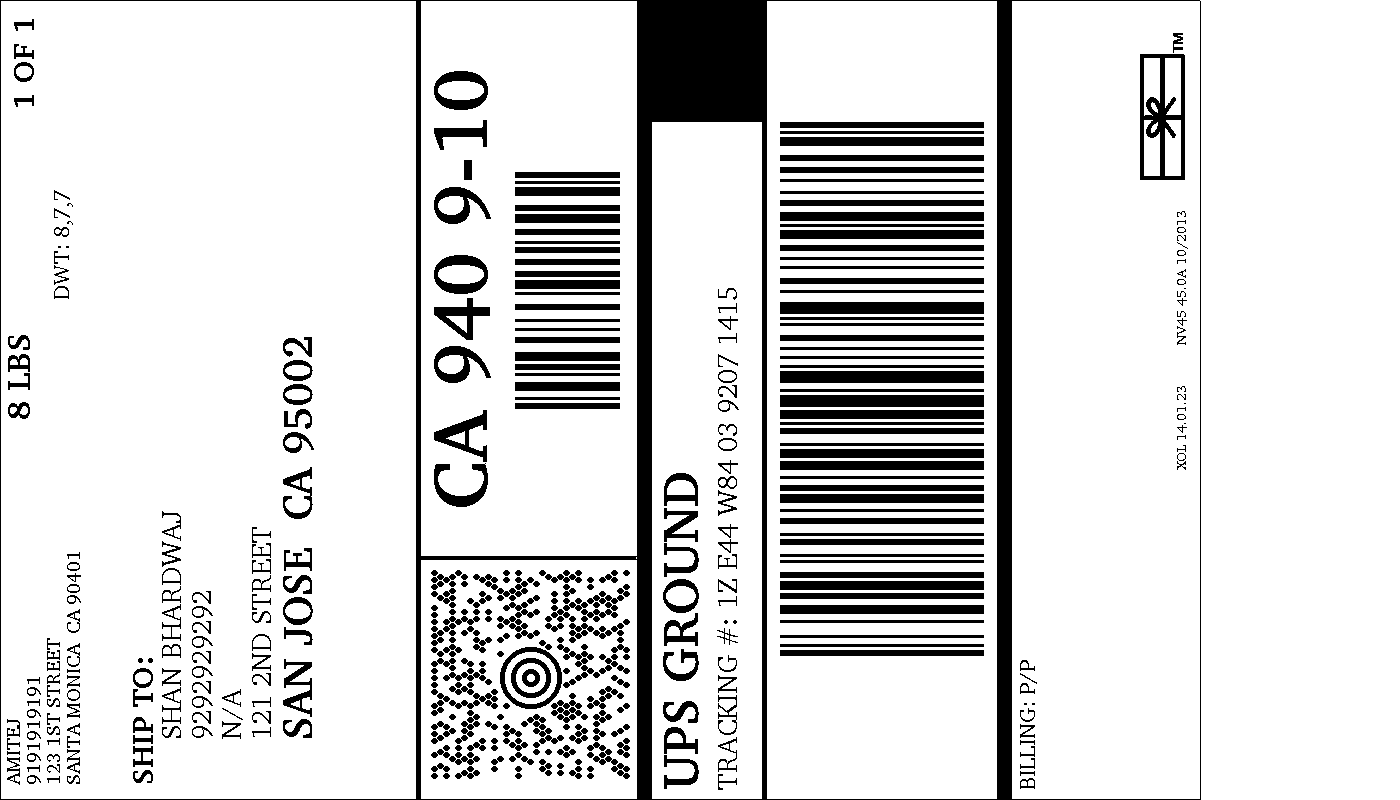 AMITEJ
9191919191
123 1ST STREET
SANTA MONICA CA 90401
8 LBS
1 OF 1
DWT: 8,7,7
SHIP TO:
SHAN BHARDWAJ
9292929292
N/A
121 2ND STREET
SAN JOSE CA 95002
CA 940 9-10
UPS GROUND
TRACKING #: 1Z E44 W84 03 9207 1415
BILLING: P/P
XOL 14.01.23 NV45 45.0A 10/2013
TM